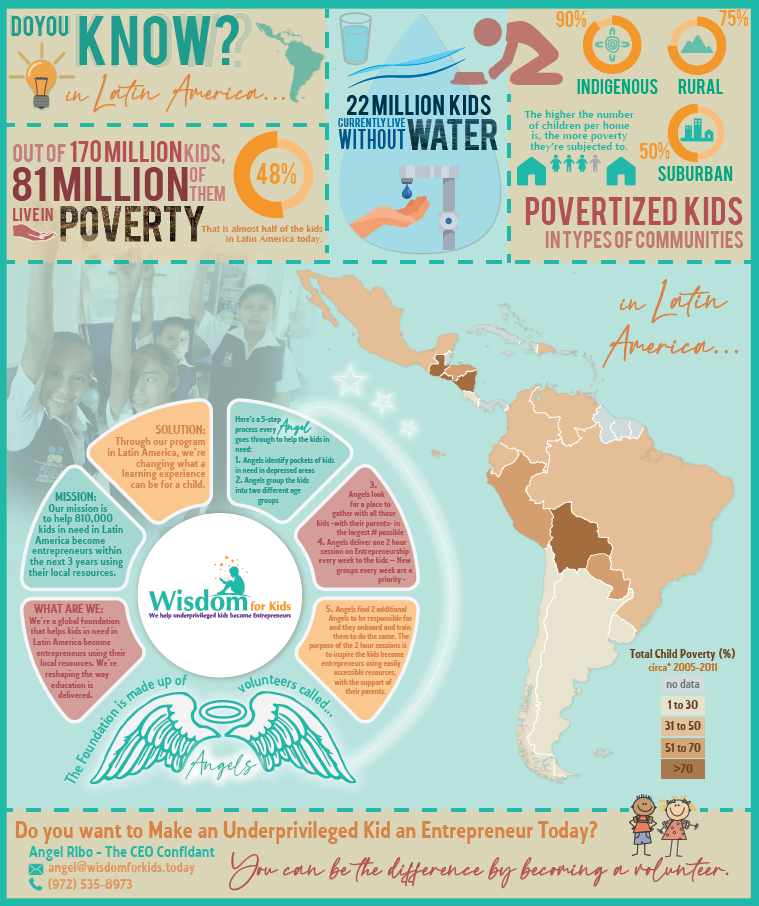 DO YOU KNOW?
in Latin America...
OUT OF 170 MILLION KIDS,
81 MILLION OF THEM
LIVE IN POVERTY
48%
That is almost half of the kids
in Latin America today.
22 MILLION KIDS
CURRENTLY LIVE
WITHOUT WATER
90%
INDIGENOUS
75%
RURAL
The higher the number
of children per home
is, the more poverty
they're subjected to.
50%
SUBURBAN
POVERTIZED KIDS
IN TYPES OF COMMUNITIES
in Latin
America...
SOLUTION:
Through our program
in Latin America, we're
changing what a
learning experience
can be for a child.
Here's a 5-step
process every Angel
goes through to help the kids in
need:
1. Angels identify pockets of kids
in need in depressed areas
2. Angels group the kids
into two different age
groups
MISSION:
Our mission is
to help 810,000
kids in need in Latin
America become
entrepreneurs within
the next 3 years using
their local resources.
3.
Angels look
for a place to
gather with all those
kids -with their parents- in
the largest # possible
4. Angels deliver one 2 hour
session on Entrepreneurship
every week to the kids – New
groups every week are a
priority -
Wisdom for Kids
We help underprivileged kids become Entrepreneurs
WHAT ARE WE:
We're a global foundation
that helps kids in need in
Latin America become
entrepreneurs using their
local resources. We're
reshaping the way
education is
delivered.
5. Angels find 2 additional
Angels to be responsible for
and they onboard and train
them to do the same. The
purpose of the 2 hour sessions is
to inspire the kids become
entrepreneurs using easily
accessible resources,
with the support of
their parents.
The Foundation is made up of volunteers called...
Angels
Total Child Poverty (%)
circa* 2005-2011
no data
1 to 30
31 to 50
51 to 70
>70
Do you want to Make an Underprivileged Kid an Entrepreneur Today?
Angel Ribo - The CEO Confidant
angel@wisdomforkids.today
(972) 535-8973
You can be the difference by becoming a volunteer.